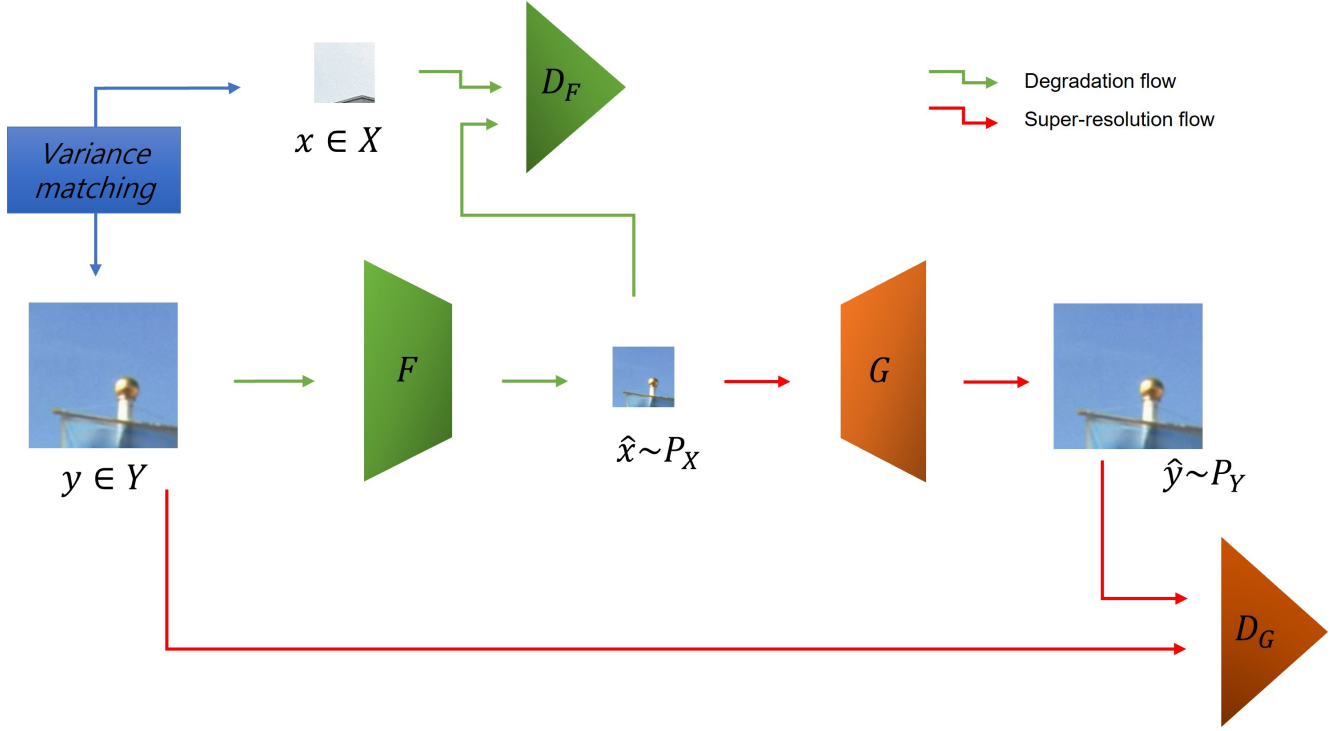 D_F
Degradation flow
x ∈ X
Super-resolution flow
Variance
matching
F
G
x̂~P_X
y ∈ Y
ŷ~P_Y
D_G